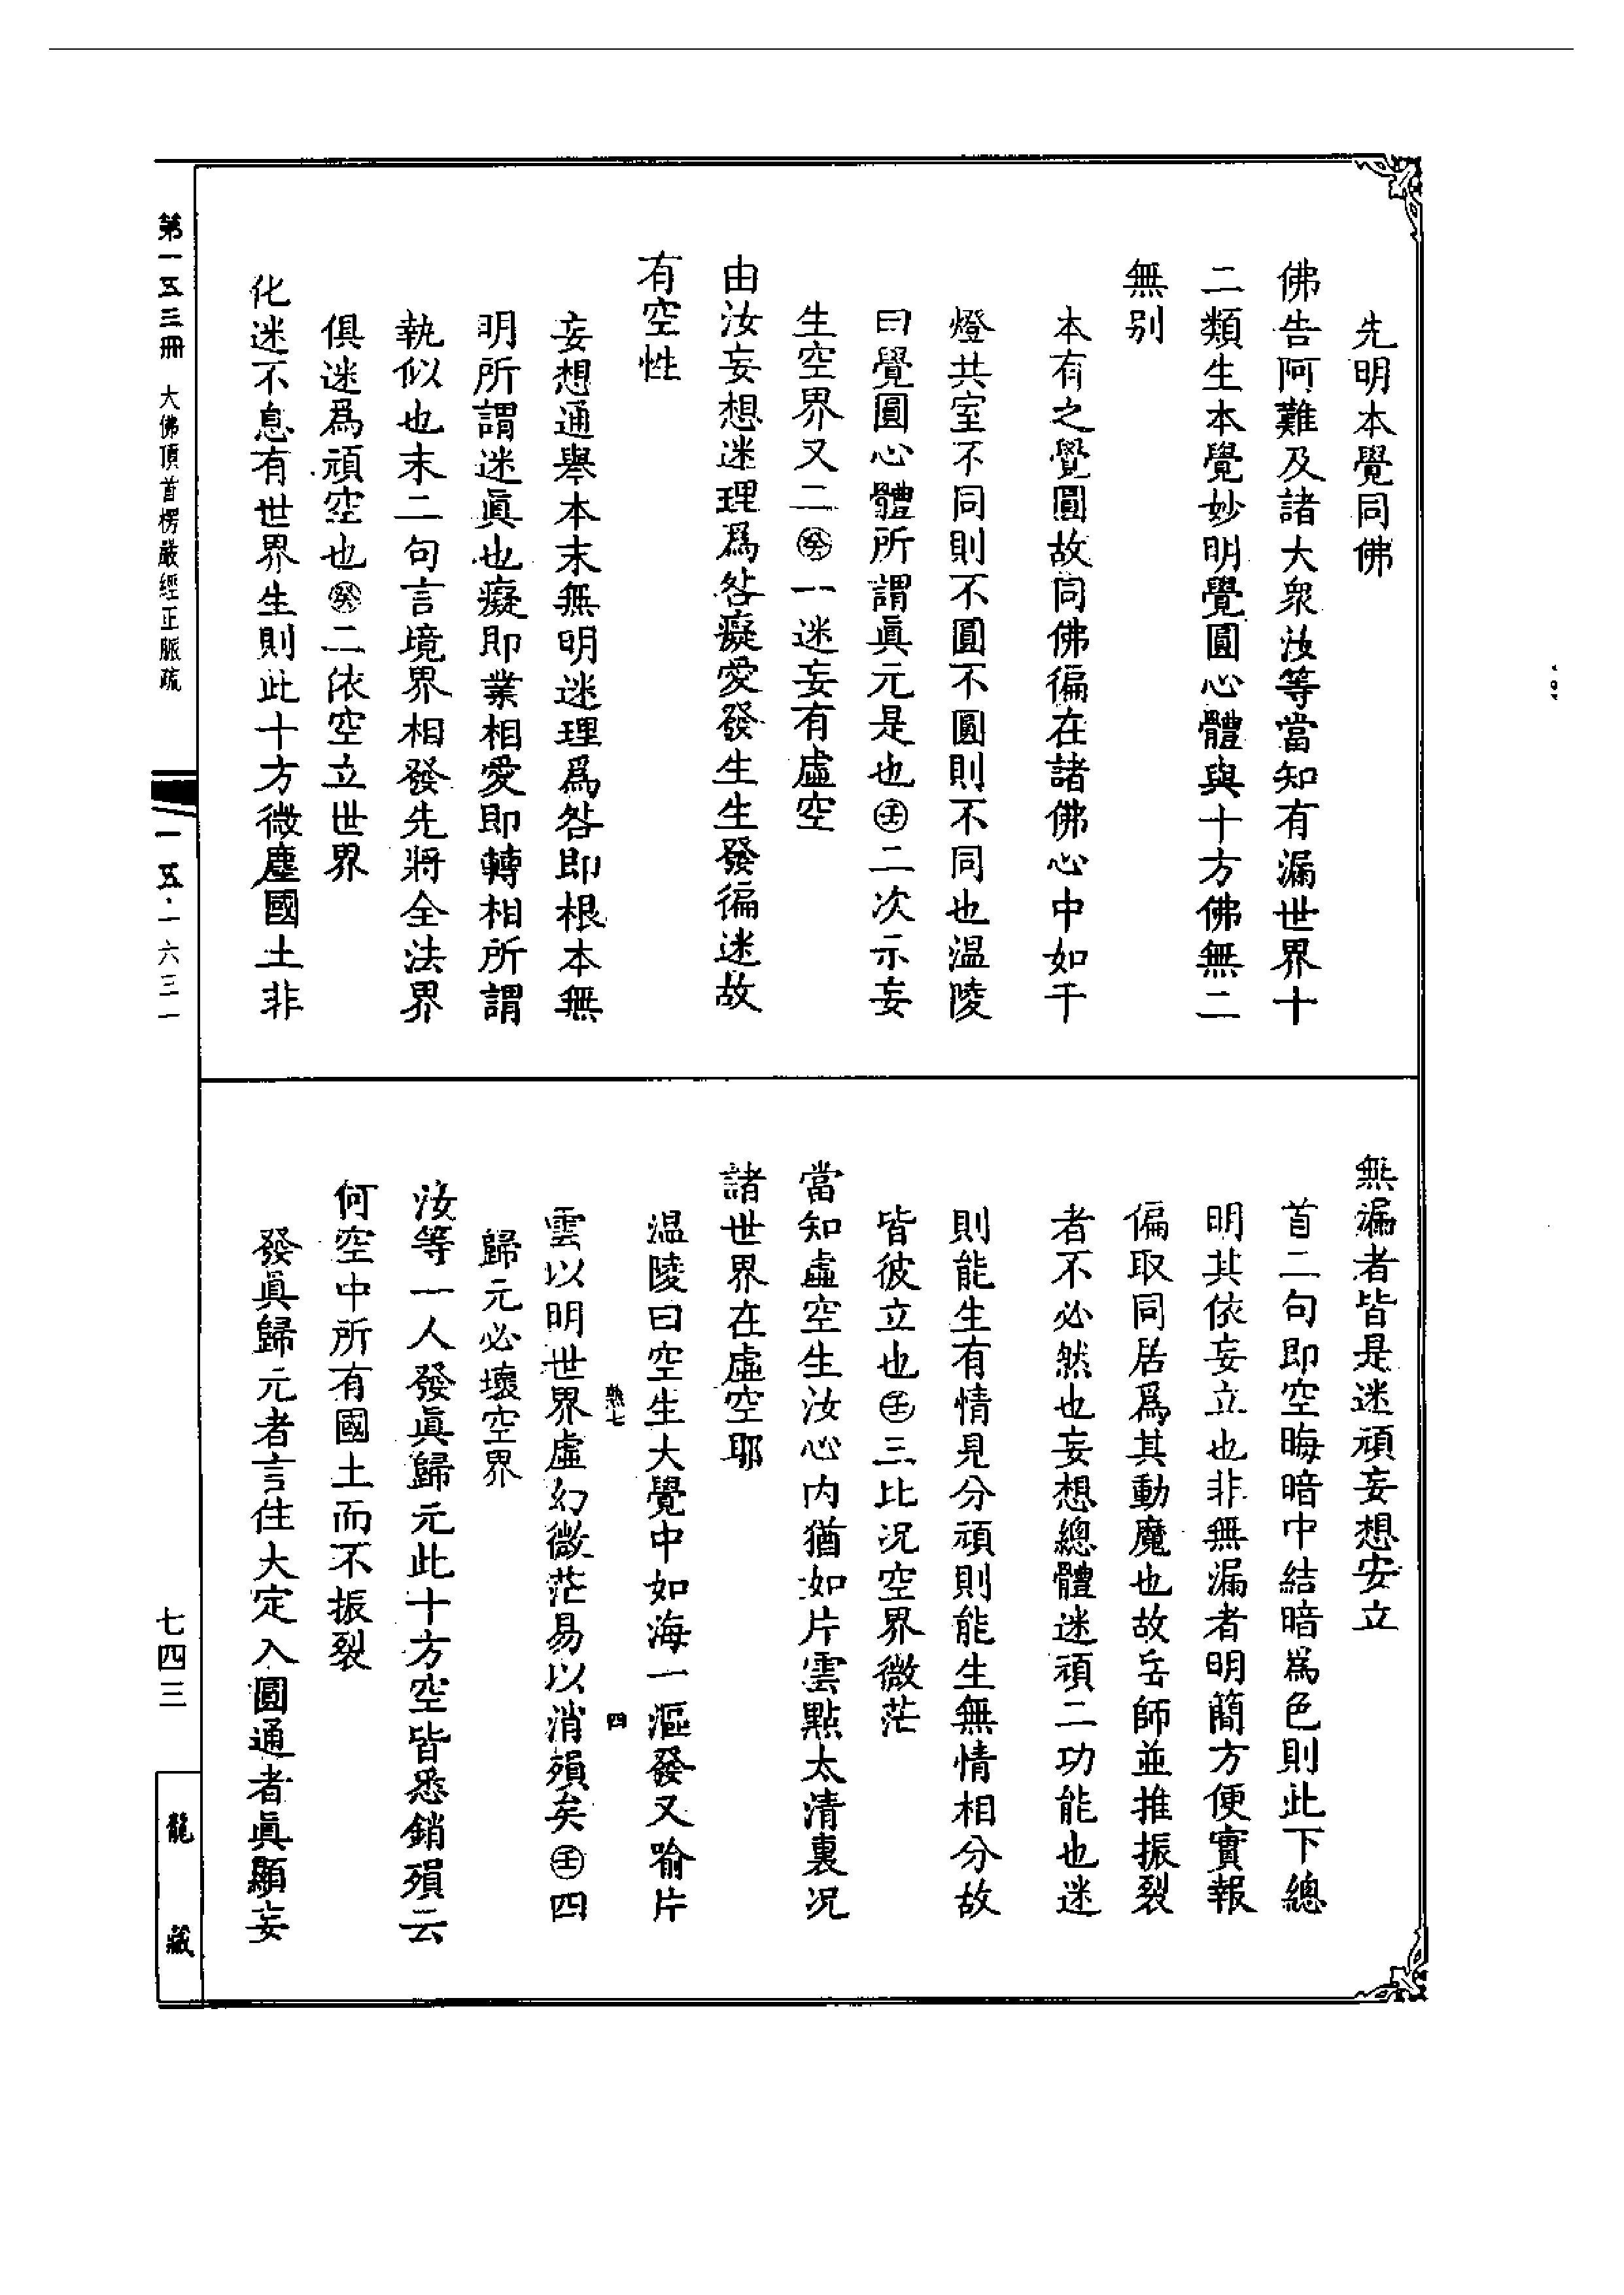 先明本覺同佛
佛告阿難及諸大衆汝等當知有漏世界十
二類生本覺妙明覺圓心體與十方佛無二
無别
本有之覺圓故同佛徧在諸佛心中如千
燈共室不同則不圓不圓則不同也温陵
曰覺圓心體所謂眞元是也㊛二次示妄
生空界又二㊛一迷妄有虛空
由汝妄想迷理爲咎癡愛發生生發徧迷故
有空性
妄想通舉本末無明迷理爲咎即根本無
明所謂迷眞也癡即業相愛即轉相所謂
執似也末二句言境界相發先將全法界
俱迷爲頑空也癸二依空立世界
化迷不息有世界生則此十方微塵國土非
無漏者皆是迷頑妄想安立
首二句即空晦暗中結暗爲色則此下總
明其依妄立也非無漏者明簡方便實報
偏取同居爲其動魔也故岳師並推振裂
者不必然也妄想總體迷頑二功能也迷
則能生有情見分頑則能生無情相分故
皆彼立也壬三比况空界微茫
當知虛空生汝心内猶如片雲點太清裏况
諸世界在虛空耶
温陵曰空生大覺中如海一漚發又喻片
雲以明世界虛幻微茫易以消殞矣壬四
歸元必壞空界
汝等一人發眞歸元此十方空皆悉銷殞云
何空中所有國土而不振裂
發眞歸元者言住大定入圓通者眞顯妄
第一五三冊 大佛頂首楞嚴經正脈疏
一五·一六三一
七四三
龍藏
四